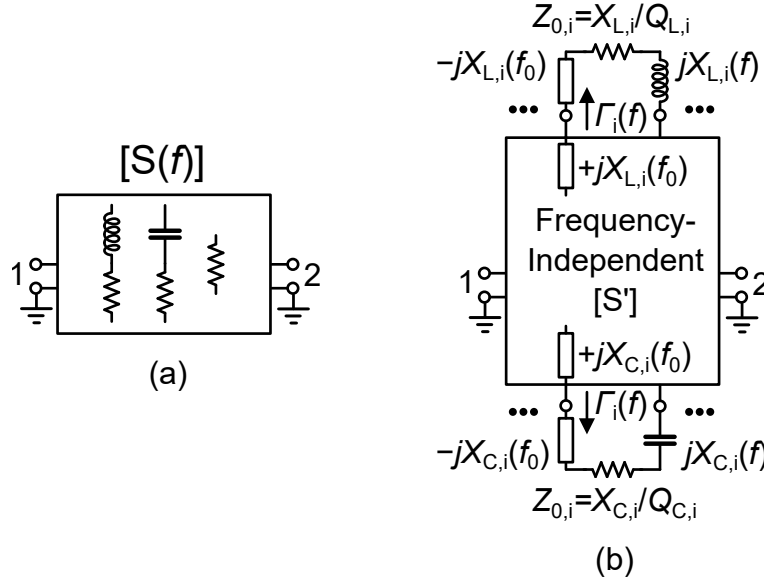 [S(f)]
1
2
(a)
Z0,i=XL,i/QL,i
−jXL,i(f0)
jXL,i(f)
•••
Γi(f)
•••
+jXL,i(f0)
Frequency-
Independent
[S']
1
2
+jXC,i(f0)
•••
Γi(f)
•••
−jXC,i(f0)
jXC,i(f)
Z0,i=XC,i/QC,i
(b)